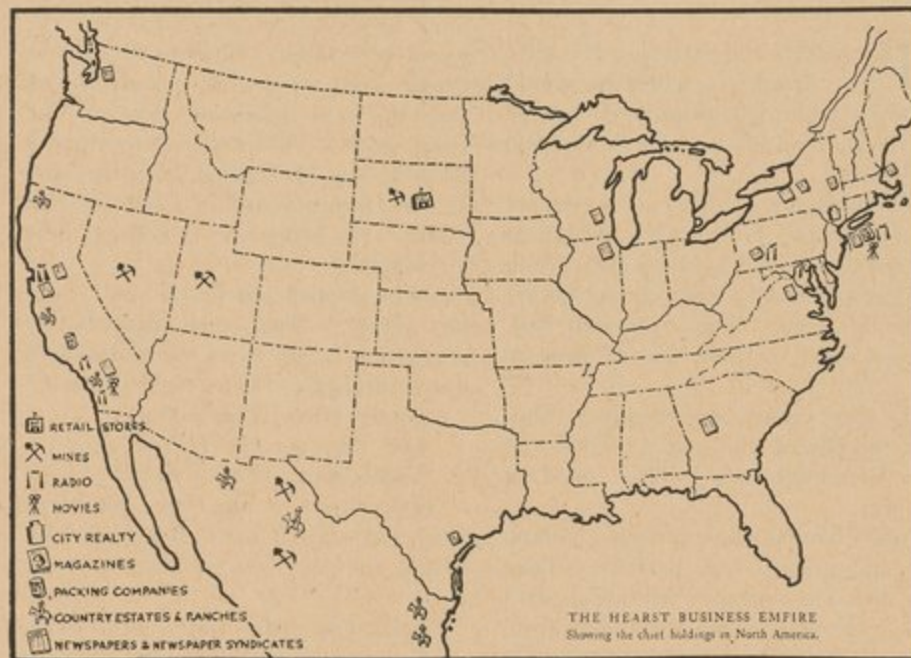 RETAIL STORES
MINES
RADIO
MOVIES
CITY REALTY
MAGAZINES
PACKING COMPANIES
COUNTRY ESTATES & RANCHES
NEWSPAPERS & NEWSPAPER SYNDICATES
THE HEARST BUSINESS EMPIRE
Showing the chief holdings in North America.